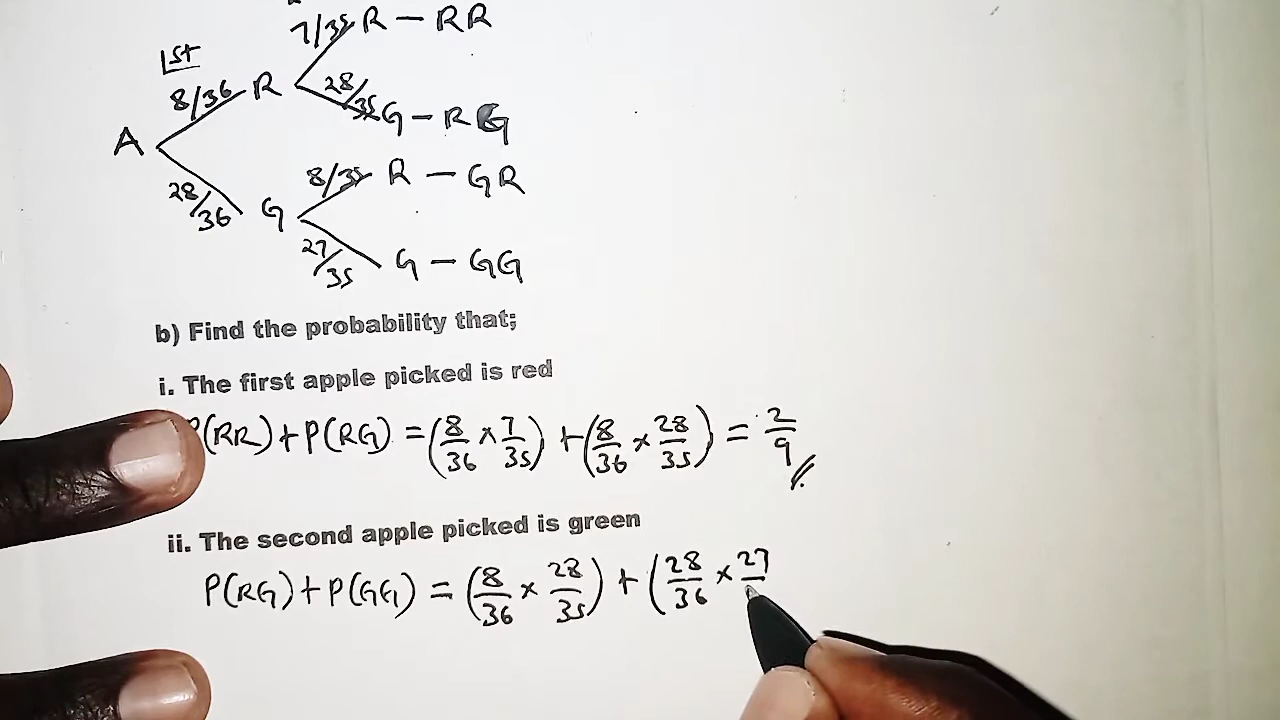 7/35 R - RR
1st
8/36 R
28/35 G - RG
A
8/35 R - GR
28/36 G
27/35 G - GG
b) Find the probability that;
i. The first apple picked is red
P(RR) + P(RG) = (8/36 × 7/35) + (8/36 × 28/35) = 2/9
ii. The second apple picked is green
P(RG) + P(GG) = (8/36 × 28/35) + (28/36 × 27/